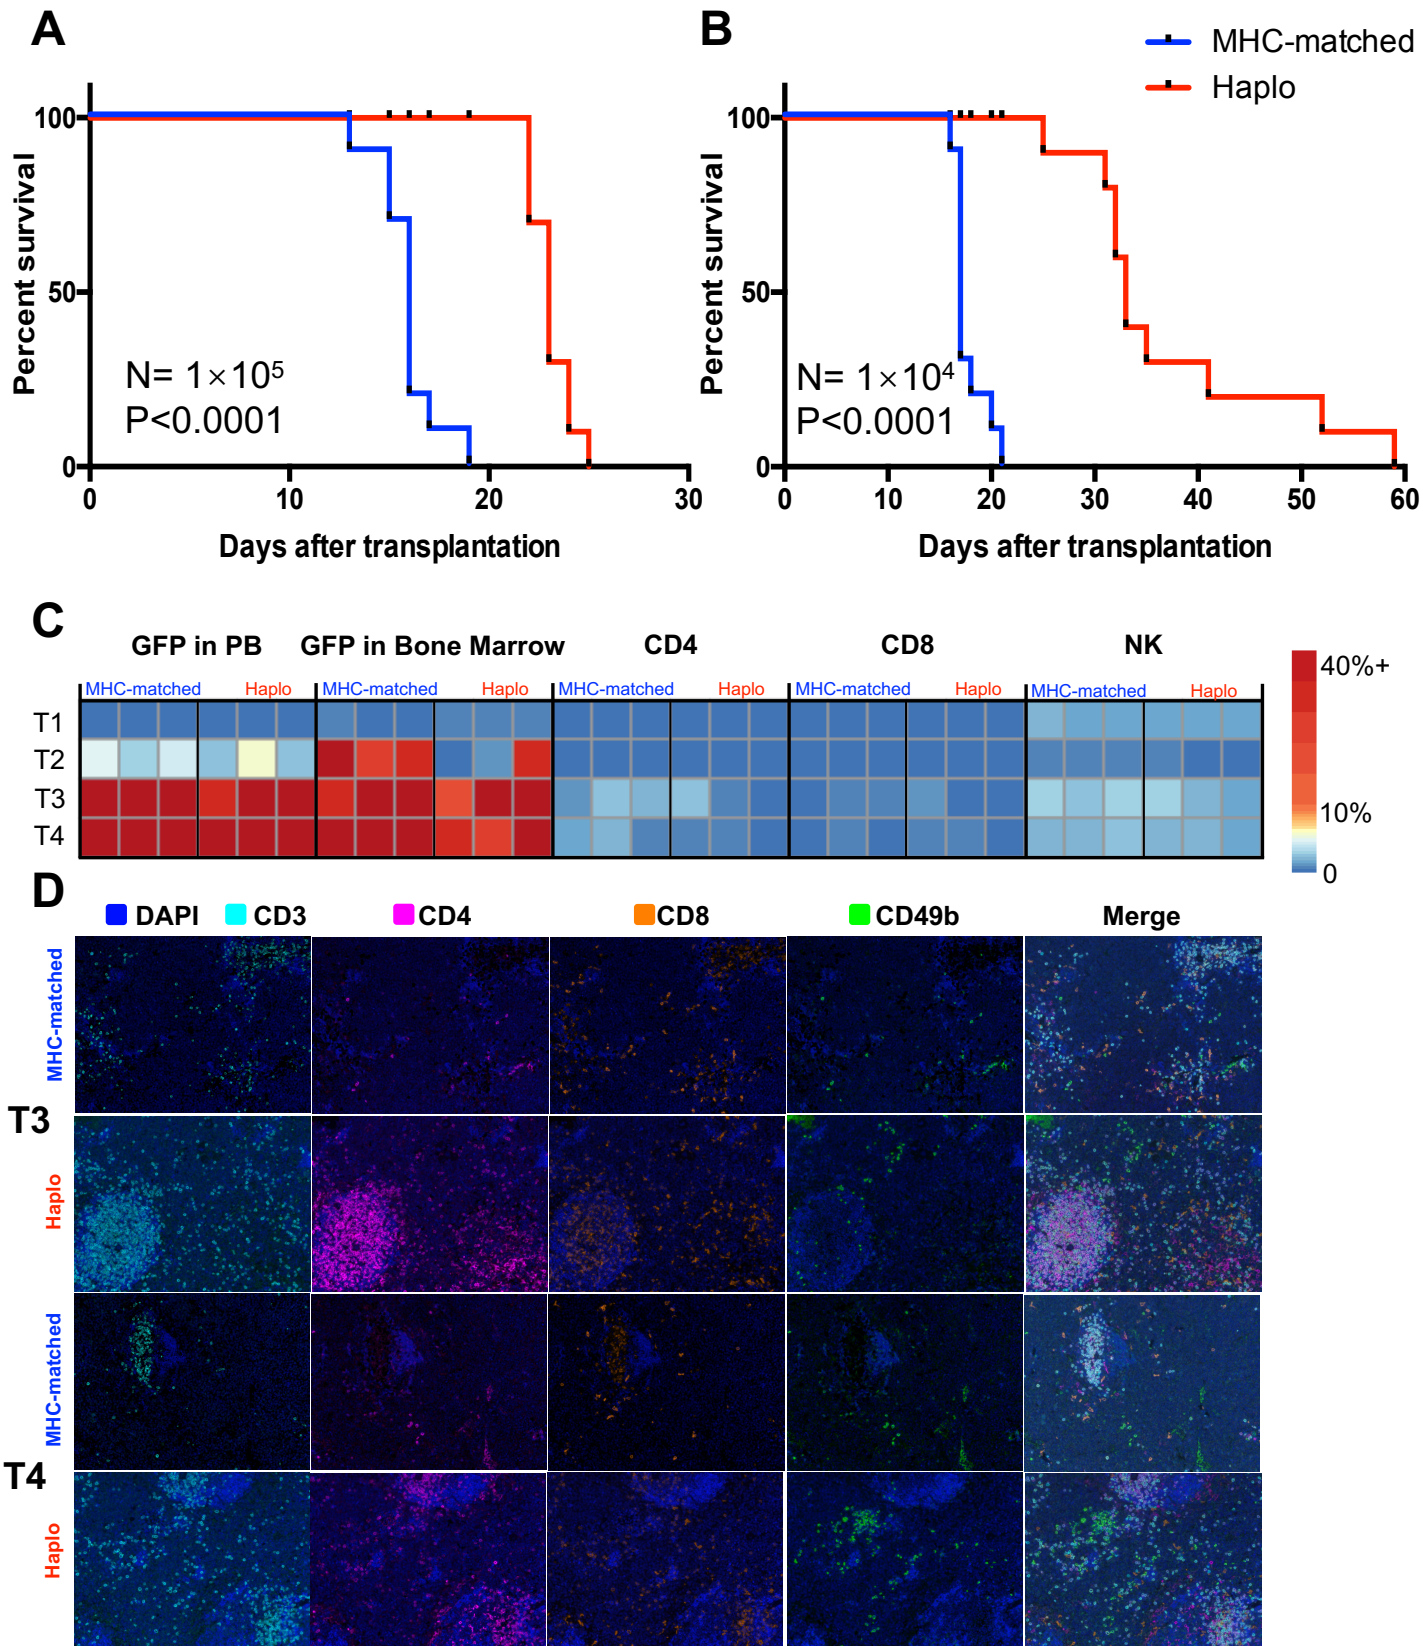 A
B
MHC-matched
Haplo
Percent survival
100
50
0
N= 1×10⁵
P<0.0001
0 10 20 30
Days after transplantation
Percent survival
100
50
0
N= 1×10⁴
P<0.0001
0 10 20 30 40 50 60
Days after transplantation
C
GFP in PB GFP in Bone Marrow CD4 CD8 NK
MHC-matched Haplo MHC-matched Haplo MHC-matched Haplo MHC-matched Haplo MHC-matched Haplo
T1
T2
T3
T4
40%+
10%
0
D
DAPI CD3 CD4 CD8 CD49b Merge
MHC-matched
T3
Haplo
MHC-matched
T4
Haplo